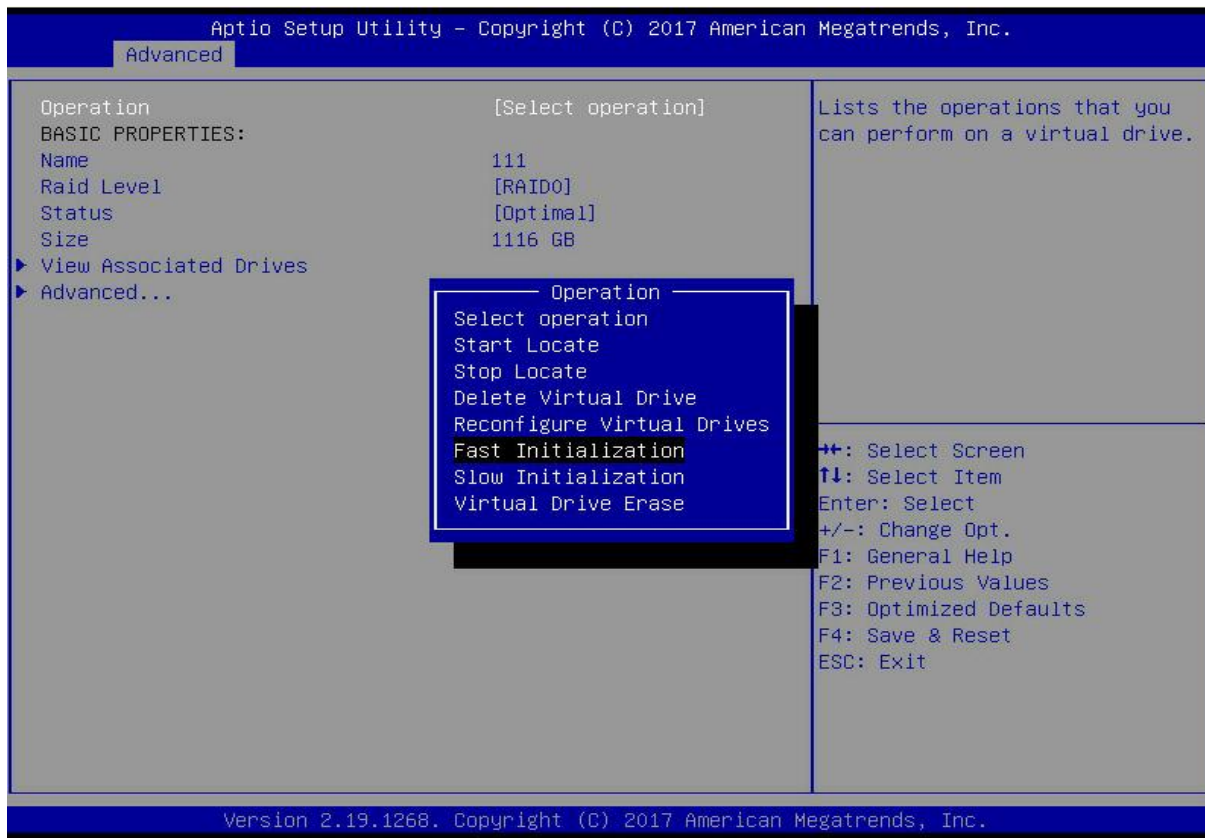 Aptio Setup Utility – Copyright (C) 2017 American Megatrends, Inc.
Advanced
Operation [Select operation]
BASIC PROPERTIES:
Name 111
Raid Level [RAID0]
Status [Optimal]
Size 1116 GB
▶ View Associated Drives
▶ Advanced...
Lists the operations that you
can perform on a virtual drive.
Operation
Select operation
Start Locate
Stop Locate
Delete Virtual Drive
Reconfigure Virtual Drives
Fast Initialization
Slow Initialization
Virtual Drive Erase
→←: Select Screen
↑↓: Select Item
Enter: Select
+/-: Change Opt.
F1: General Help
F2: Previous Values
F3: Optimized Defaults
F4: Save & Reset
ESC: Exit
Version 2.19.1268. Copyright (C) 2017 American Megatrends, Inc.